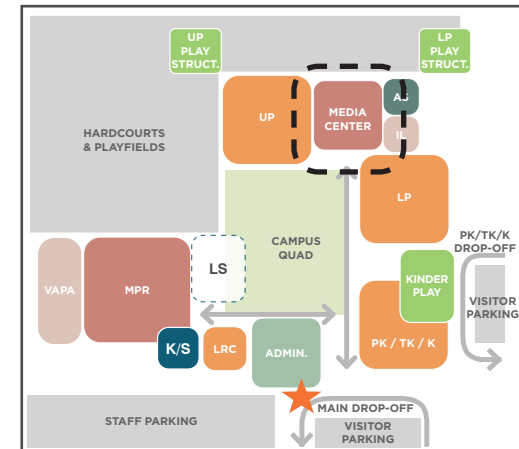 UP
PLAY
STRUCT.
LP
PLAY
STRUCT.
UP
MEDIA
CENTER
AS
IL
HARDCOURTS
& PLAYFIELDS
LP
CAMPUS
QUAD
PK/TK/K
DROP-OFF
VAPA
MPR
LS
KINDER
PLAY
VISITOR
PARKING
K/S
LRC
ADMIN.
PK / TK / K
MAIN DROP-OFF
STAFF PARKING
VISITOR
PARKING